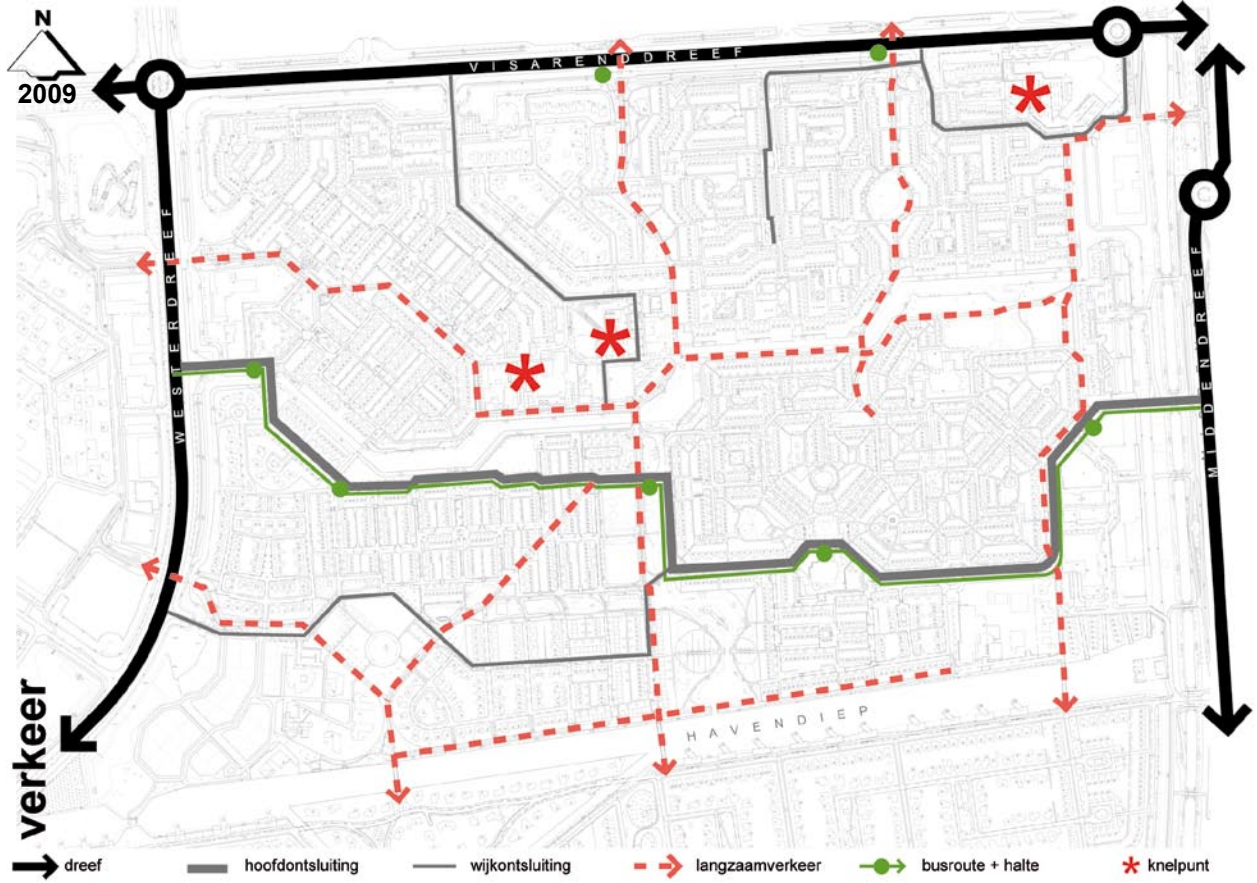 N
2009
VISARENDDREEF
WESTERDREEF
MIDDENDREEF
HAVENDIEP
verkeer
dreef
hoofdontsluiting
wijkontsluiting
langzaamverkeer
busroute + halte
knelpunt